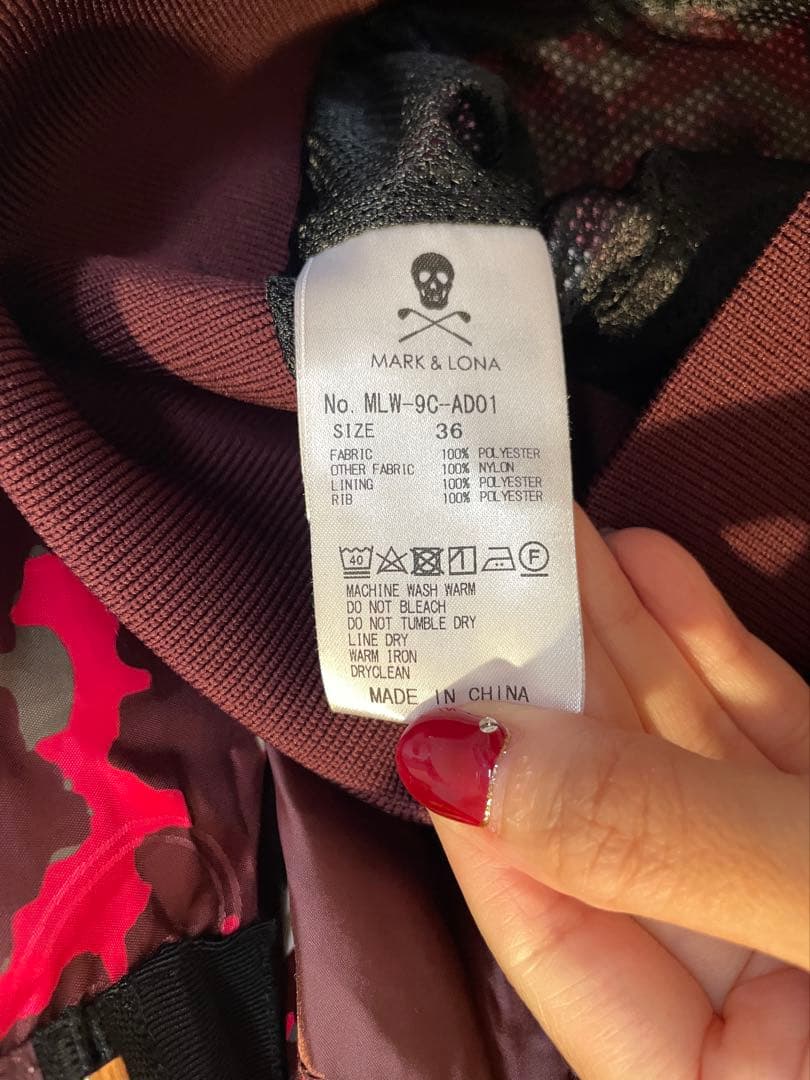 MARK & LONA
No. MLW-9C-AD01
SIZE 36
FABRIC 100% POLYESTER
OTHER FABRIC 100% NYLON
LINING 100% POLYESTER
RIB 100% POLYESTER
40 F
MACHINE WASH WARM
DO NOT BLEACH
DO NOT TUMBLE DRY
LINE DRY
WARM IRON
DRYCLEAN
MADE IN CHINA